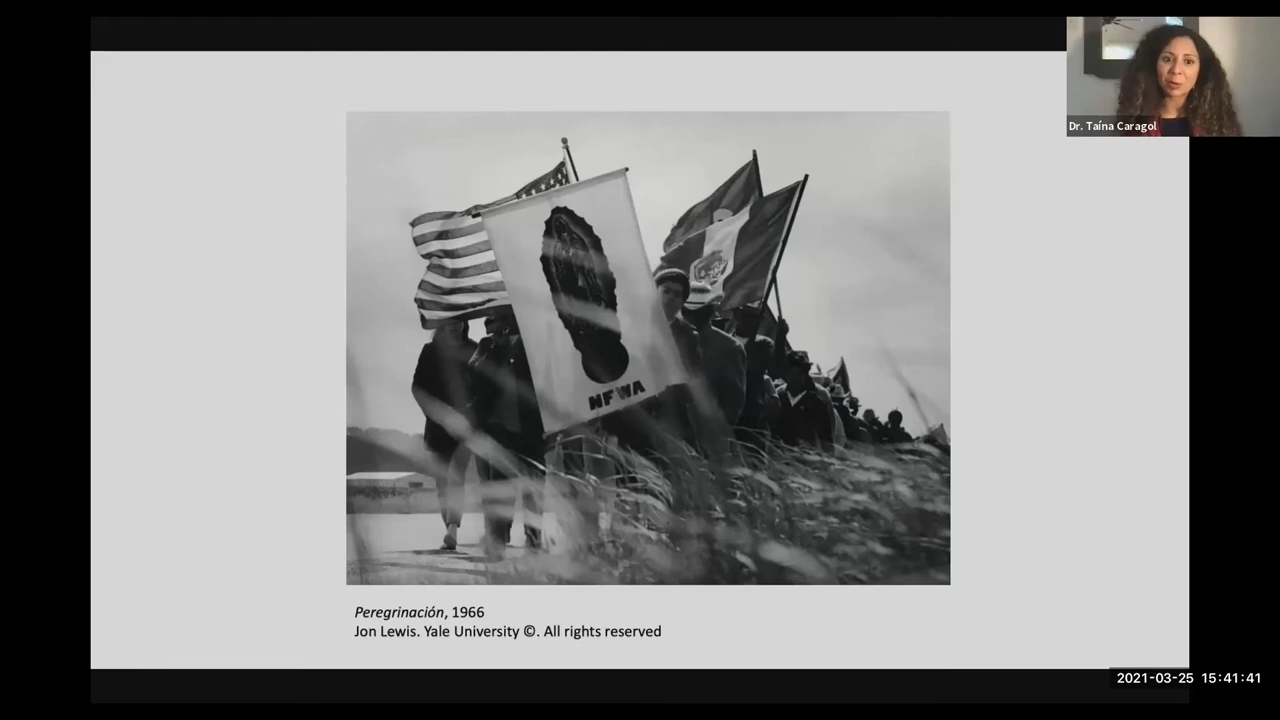 Dr. Taína Caragol
NFWA
Peregrinación, 1966
Jon Lewis. Yale University ©. All rights reserved
2021-03-25 15:41:41